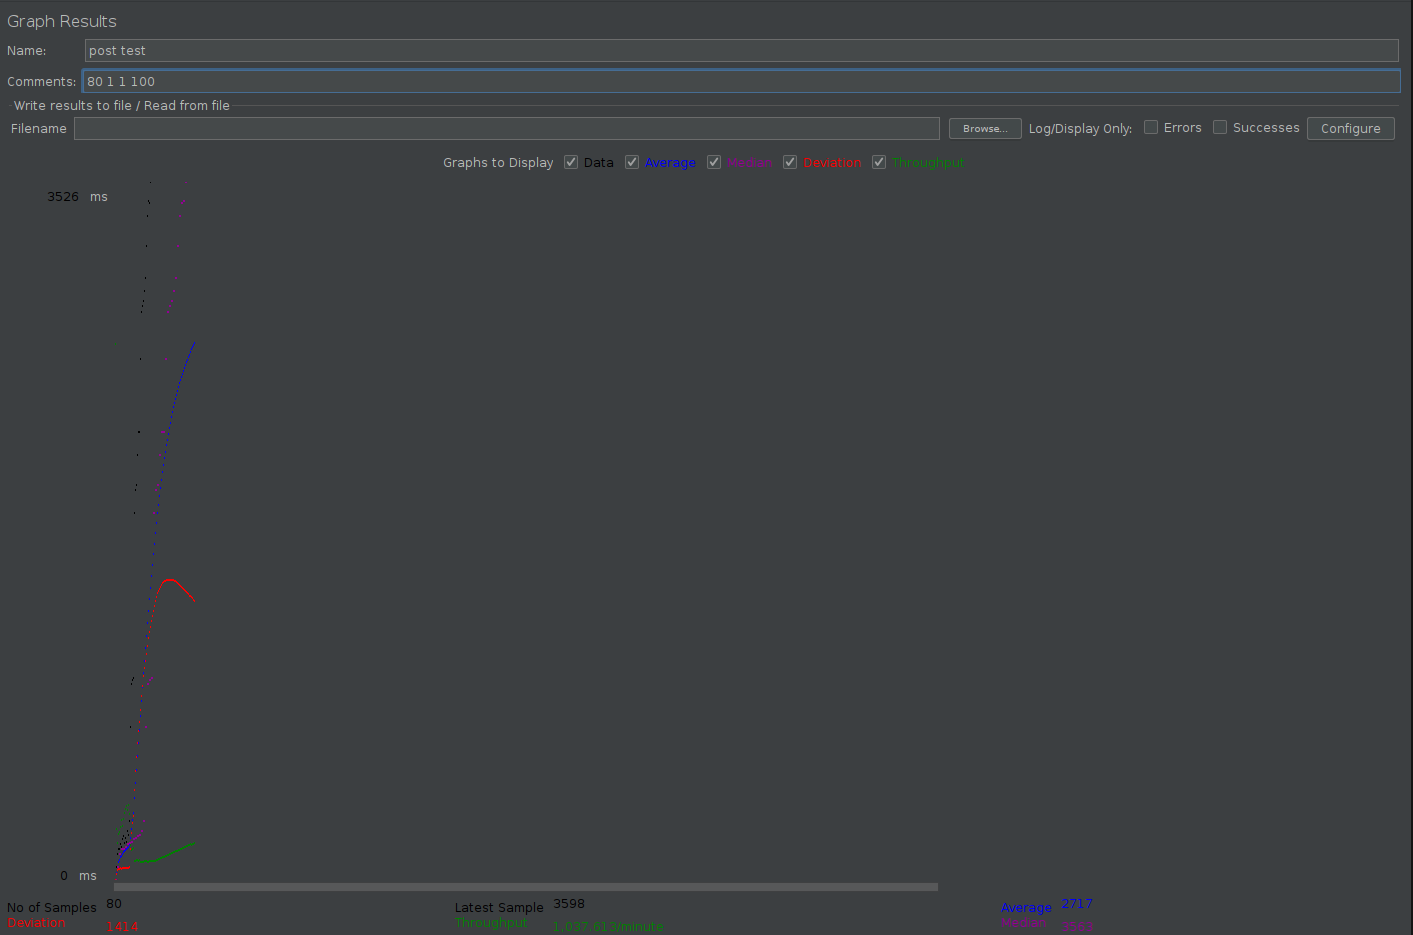 Graph Results
Name: post test
Comments: 80 1 1 100
Write results to file / Read from file
Filename Browse... Log/Display Only: Errors Successes Configure
Graphs to Display Data Average Median Deviation Throughput
3526 ms
0 ms
No of Samples 80 Latest Sample 3598 Average 2717
Deviation 1414 Throughput 1,037.613/minute Median